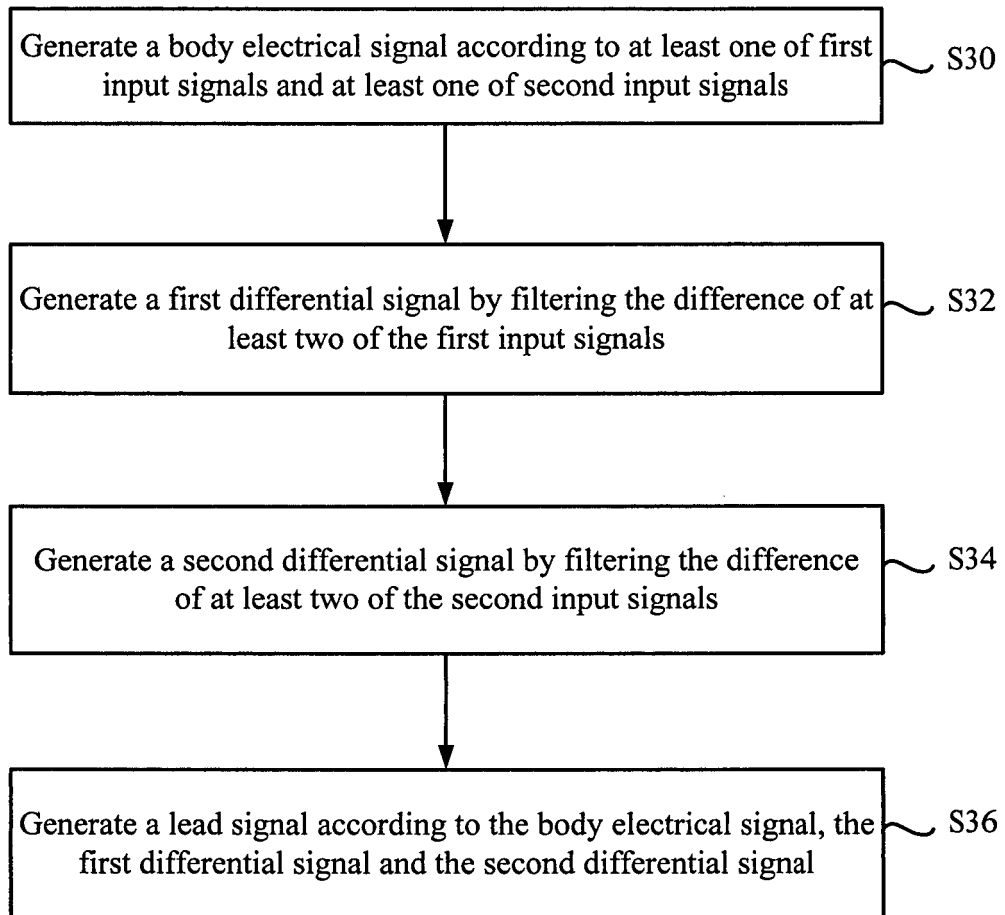 Generate a body electrical signal according to at least one of first
input signals and at least one of second input signals
S30
Generate a first differential signal by filtering the difference of at
least two of the first input signals
S32
Generate a second differential signal by filtering the difference
of at least two of the second input signals
S34
Generate a lead signal according to the body electrical signal, the
first differential signal and the second differential signal
S36